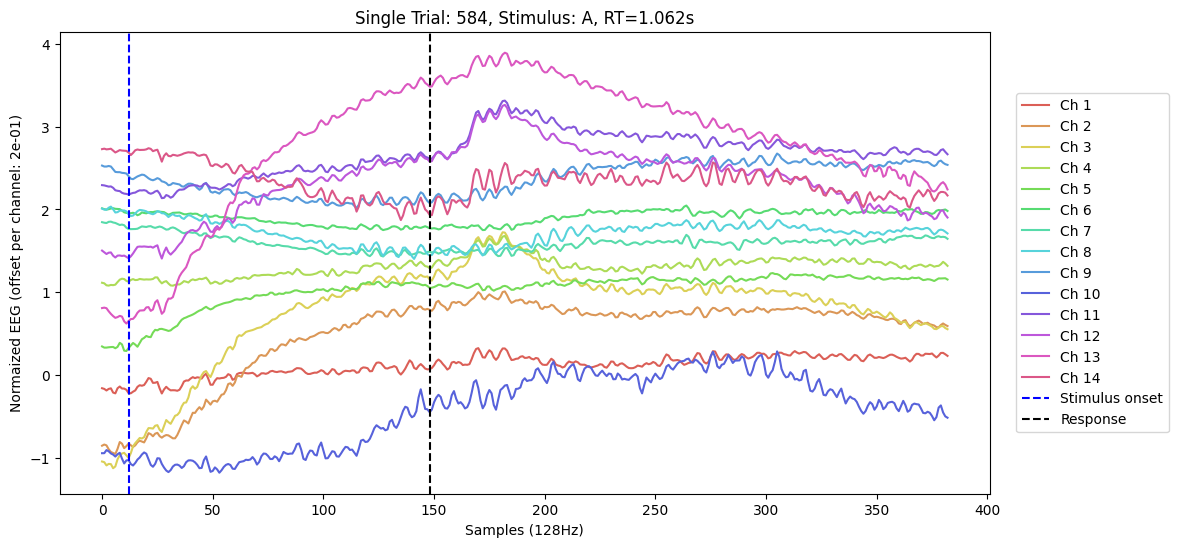 Single Trial: 584, Stimulus: A, RT=1.062s
Normaized EEG (offset per channel: 2e-01)
4
3
2
1
0
−1
0
50
100
150
200
250
300
350
400
Samples (128Hz)
Ch 1
Ch 2
Ch 3
Ch 4
Ch 5
Ch 6
Ch 7
Ch 8
Ch 9
Ch 10
Ch 11
Ch 12
Ch 13
Ch 14
Stimulus onset
Response